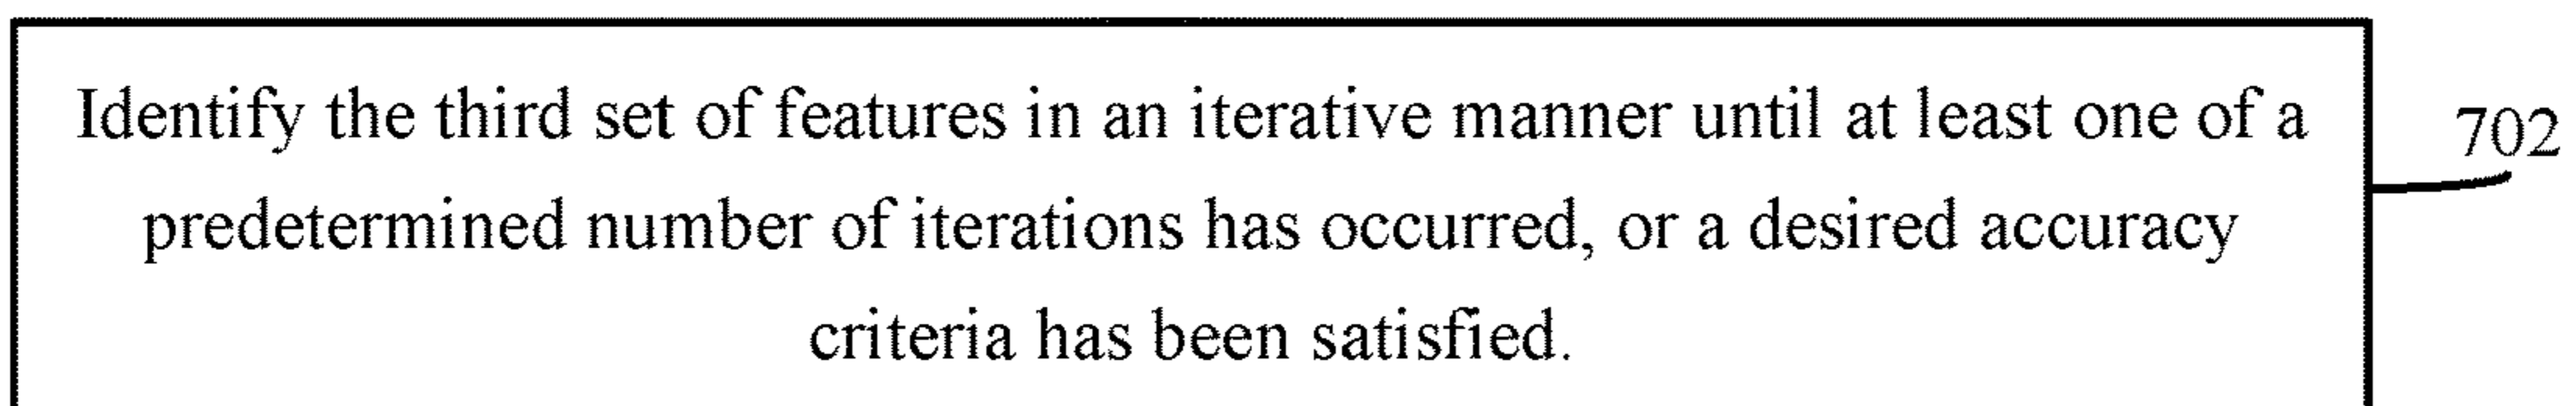 Identify the third set of features in an iterative manner until at least one of a
702
predetermined number of iterations has occurred, or a desired accuracy
criteria has been satisfied.